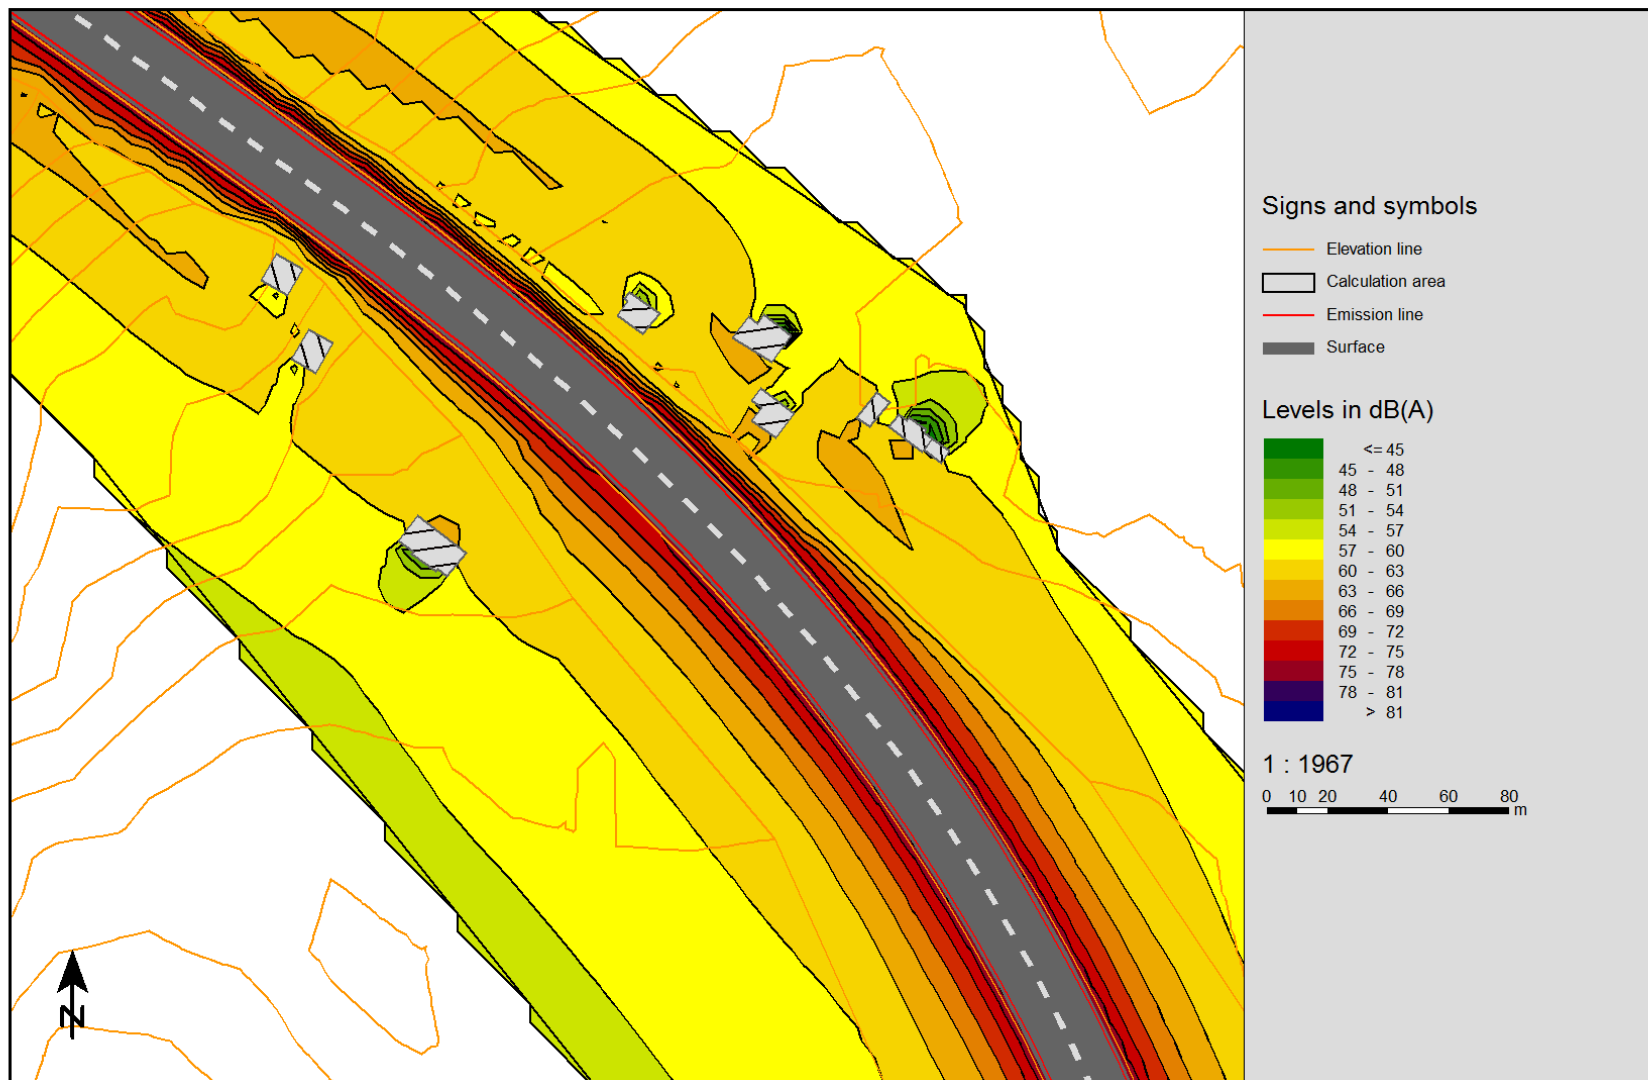 Signs and symbols
Elevation line
Calculation area
Emission line
Surface
Levels in dB(A)
<= 45
45 - 48
48 - 51
51 - 54
54 - 57
57 - 60
60 - 63
63 - 66
66 - 69
69 - 72
72 - 75
75 - 78
78 - 81
> 81
1 : 1967
0 10 20 40 60 80
m
N